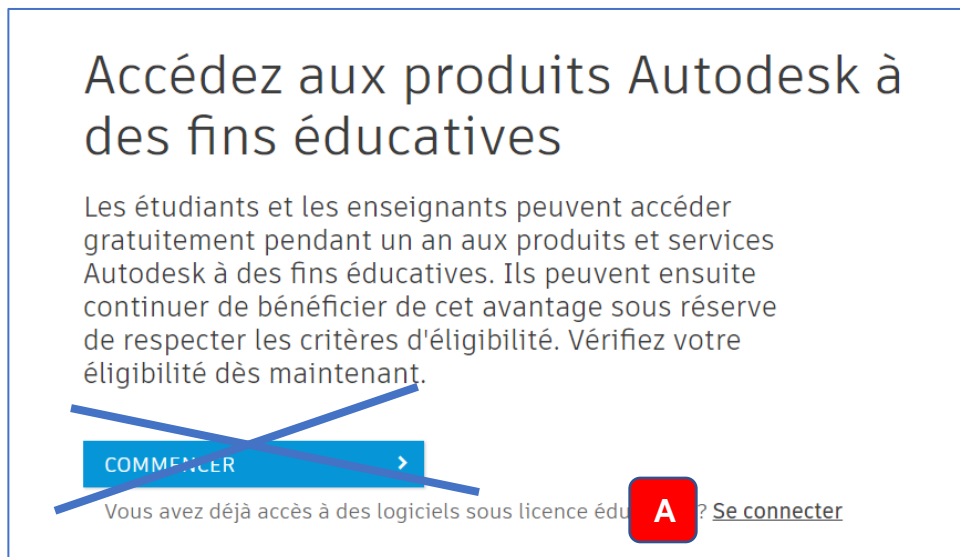 Accédez aux produits Autodesk à
des fins éducatives
Les étudiants et les enseignants peuvent accéder
gratuitement pendant un an aux produits et services
Autodesk à des fins éducatives. Ils peuvent ensuite
continuer de bénéficier de cet avantage sous réserve
de respecter les critères d'éligibilité. Vérifiez votre
éligibilité dès maintenant.
COMMENCER
Vous avez déjà accès à des logiciels sous licence édu A ? Se connecter